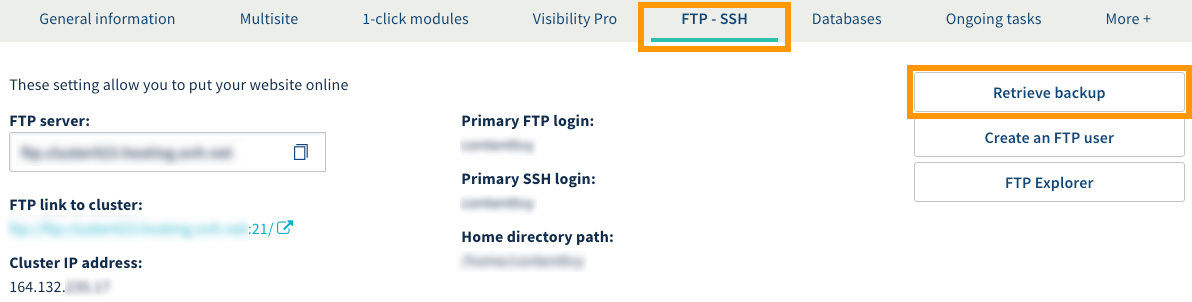 General information Multisite 1-click modules Visibility Pro FTP - SSH Databases Ongoing tasks More +
These setting allow you to put your website online
FTP server:
FTP link to cluster:
:21/
Cluster IP address:
164.132.
Primary FTP login:
Primary SSH login:
Home directory path:
Retrieve backup
Create an FTP user
FTP Explorer